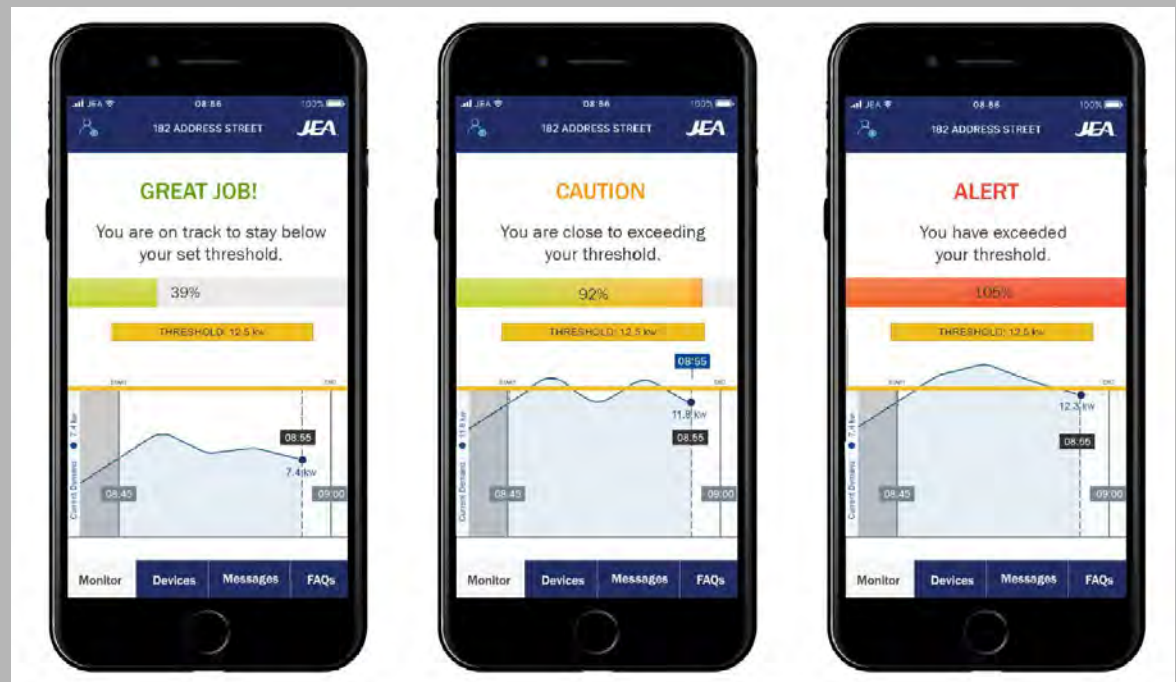 JEA
08:56
100%
182 ADDRESS STREET
JEA
GREAT JOB!
You are on track to stay below
your set threshold.
39%
THRESHOLD: 12.5 kw
START
END
08:55
7.4 kw
Current Demand 7.4 kw
08:45
09:00
Monitor
Devices
Messages
FAQs
JEA
08:56
100%
182 ADDRESS STREET
JEA
CAUTION
You are close to exceeding
your threshold.
92%
THRESHOLD: 12.5 kw
08:55
START
END
11.8 kw
Current Demand 11.8 kw
08:55
08:45
09:00
Monitor
Devices
Messages
FAQs
JEA
08:56
100%
182 ADDRESS STREET
JEA
ALERT
You have exceeded
your threshold.
105%
THRESHOLD: 12.5 kw
START
END
12.3 kw
Current Demand 7.4 kw
08:55
08:45
09:00
Monitor
Devices
Messages
FAQs